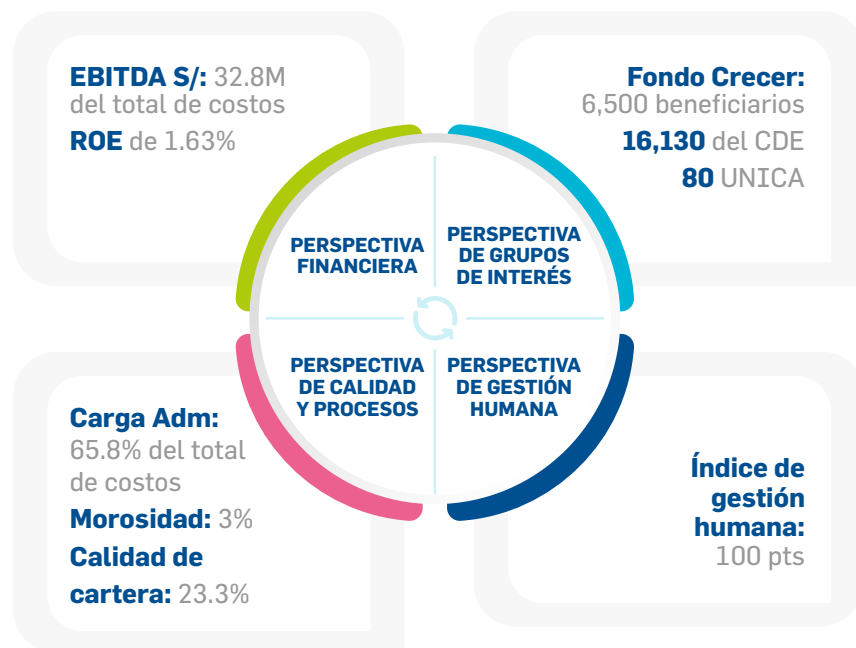 EBITDA S/: 32.8M
del total de costos
ROE de 1.63%
Fondo Crecer:
6,500 beneficiarios
16,130 del CDE
80 UNICA
PERSPECTIVA
FINANCIERA
PERSPECTIVA
DE GRUPOS
DE INTERÉS
PERSPECTIVA
DE CALIDAD
Y PROCESOS
PERSPECTIVA
DE GESTIÓN
HUMANA
Carga Adm:
65.8% del total
de costos
Morosidad: 3%
Calidad de
cartera: 23.3%
Índice de
gestión
humana:
100 pts